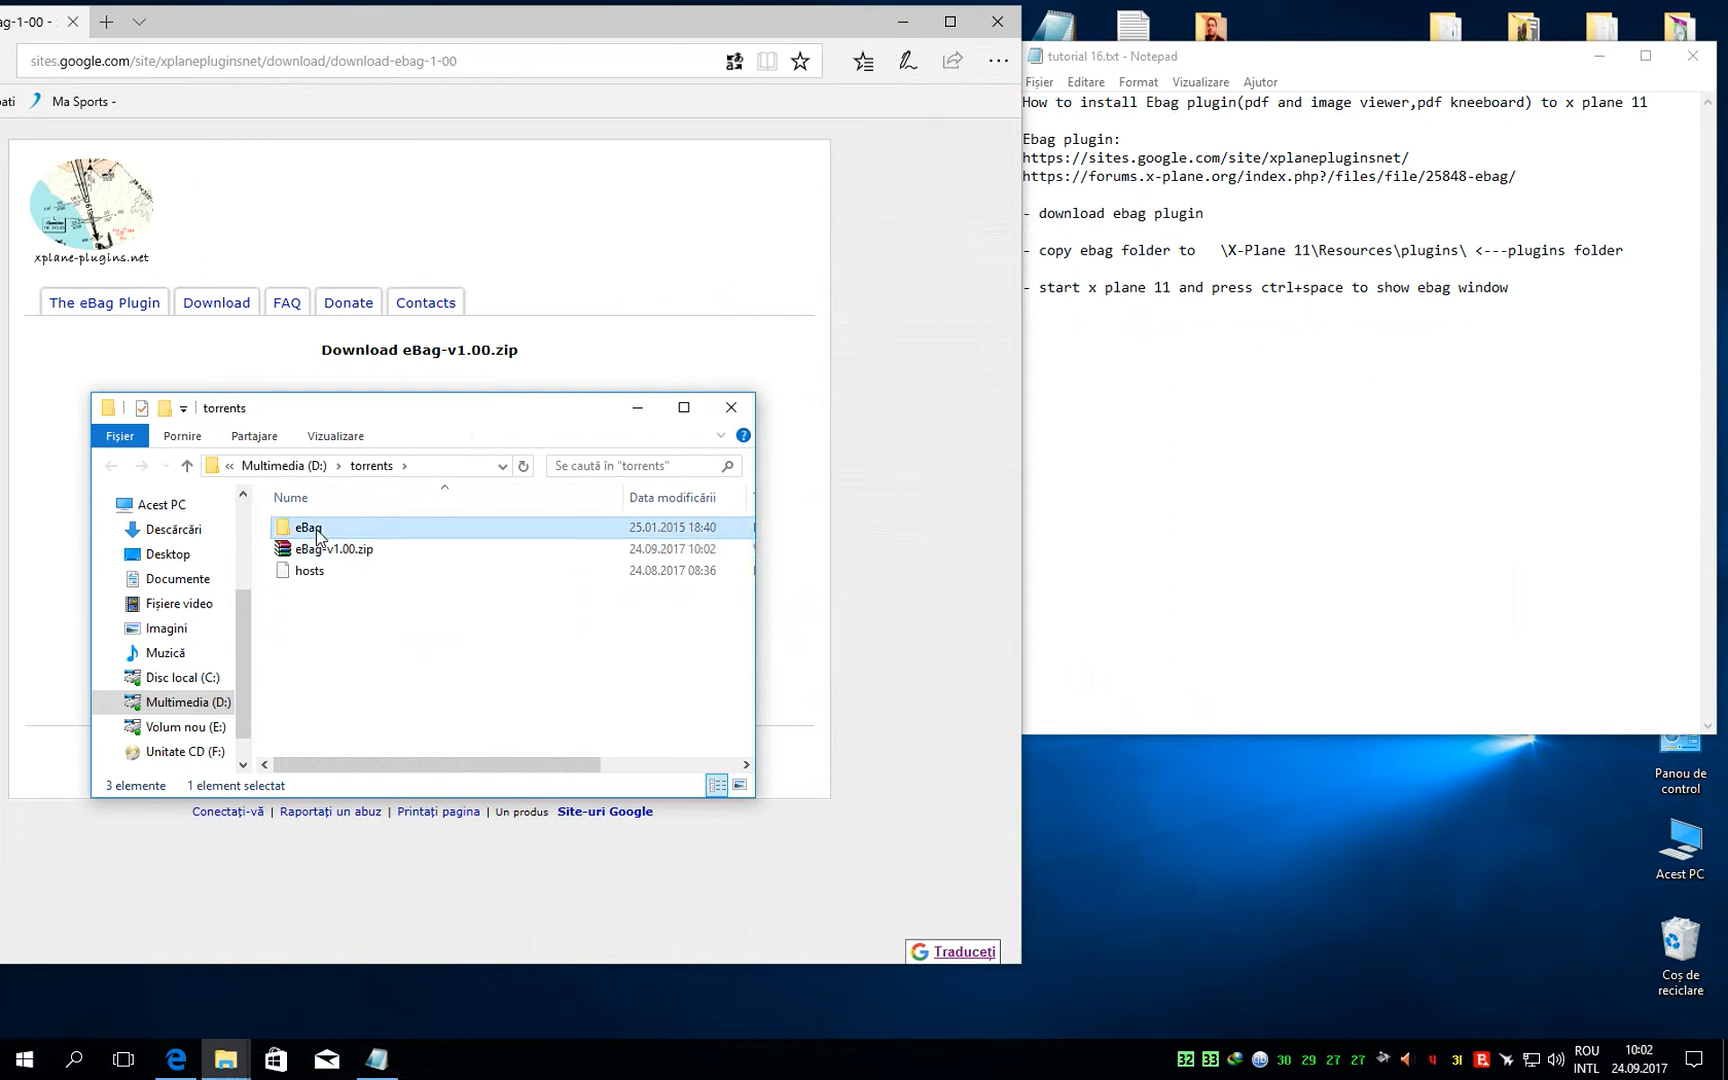 ag-1-00 -
sites.google.com/site/xplanepluginsnet/download/download-ebag-1-00
oati
Ma Sports -
xplane-plugins.net
The eBag Plugin
Download
FAQ
Donate
Contacts
Download eBag-v1.00.zip
torrents
Fișier
Pornire
Partajare
Vizualizare
« Multimedia (D:) › torrents ›
Se caută în "torrents"
Nume
Data modificării
Acest PC
Descărcări
Desktop
Documente
Fișiere video
Imagini
Muzică
Disc local (C:)
Multimedia (D:)
Volum nou (E:)
Unitate CD (F:)
eBag
25.01.2015 18:40
eBag-v1.00.zip
24.09.2017 10:02
hosts
24.08.2017 08:36
3 elemente
1 element selectat
Conectați-vă | Raportați un abuz | Printați pagina | Un produs Site-uri Google
Traduceți
tutorial 16.txt - Notepad
Fișier Editare Format Vizualizare Ajutor
How to install Ebag plugin(pdf and image viewer,pdf kneeboard) to x plane 11
Ebag plugin:
https://sites.google.com/site/xplanepluginsnet/
https://forums.x-plane.org/index.php?/files/file/25848-ebag/
- download ebag plugin
- copy ebag folder to \X-Plane 11\Resources\plugins\ <---plugins folder
- start x plane 11 and press ctrl+space to show ebag window
Panou de
control
Acest PC
Coș de
reciclare
32 33 30 29 27 27 31
ROU
INTL
10:02
24.09.2017